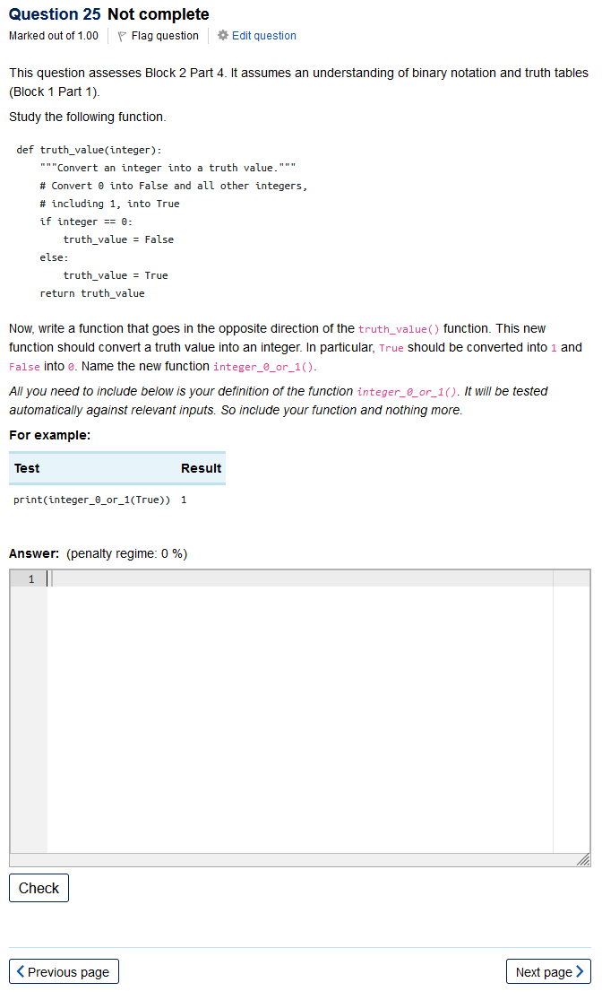 Question 25 Not complete
Marked out of 1.00 Flag question Edit question
This question assesses Block 2 Part 4. It assumes an understanding of binary notation and truth tables
(Block 1 Part 1).
Study the following function.
def truth_value(integer):
    """Convert an integer into a truth value."""
    # Convert 0 into False and all other integers,
    # including 1, into True
    if integer == 0:
        truth_value = False
    else:
        truth_value = True
    return truth_value
Now, write a function that goes in the opposite direction of the truth_value() function. This new
function should convert a truth value into an integer. In particular, True should be converted into 1 and
False into 0. Name the new function integer_0_or_1().
All you need to include below is your definition of the function integer_0_or_1(). It will be tested
automatically against relevant inputs. So include your function and nothing more.
For example:
Test Result
print(integer_0_or_1(True)) 1
Answer: (penalty regime: 0 %)
1
Check
Previous page Next page